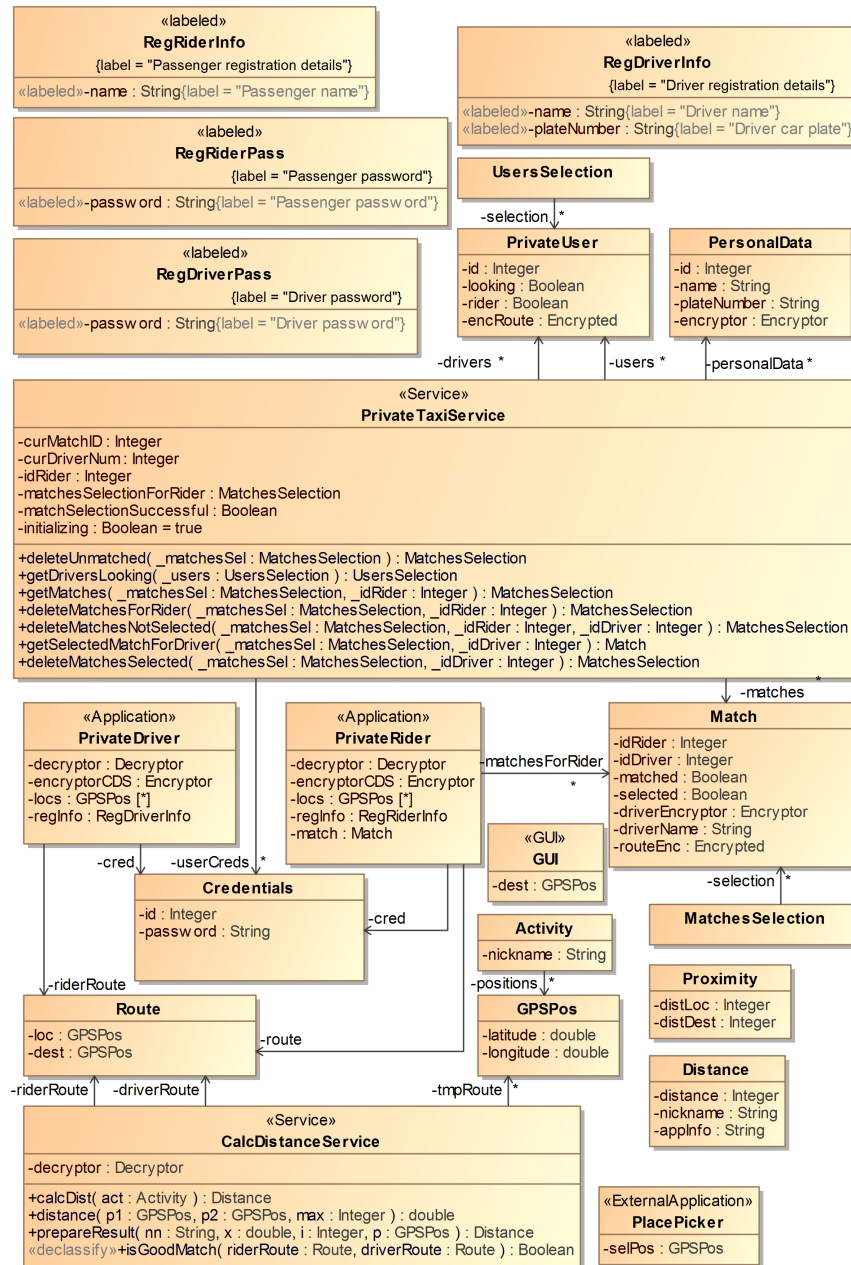 «labeled»
RegRiderInfo
{label = "Passenger registration details"}
«labeled»-name : String{label = "Passenger name"}
«labeled»
RegDriverInfo
{label = "Driver registration details"}
«labeled»-name : String{label = "Driver name"}
«labeled»-plateNumber : String{label = "Driver car plate"}
«labeled»
RegRiderPass
{label = "Passenger password"}
«labeled»-password : String{label = "Passenger password"}
UsersSelection
-selection *
«labeled»
RegDriverPass
{label = "Driver password"}
«labeled»-password : String{label = "Driver password"}
PrivateUser
-id : Integer
-looking : Boolean
-rider : Boolean
-encRoute : Encrypted
PersonalData
-id : Integer
-name : String
-plateNumber : String
-encryptor : Encryptor
-drivers *
-users *
-personalData *
«Service»
PrivateTaxiService
-curMatchID : Integer
-curDriverNum : Integer
-idRider : Integer
-matchesSelectionForRider : MatchesSelection
-matchSelectionSuccessful : Boolean
-initializing : Boolean = true
+deleteUnmatched( _matchesSel : MatchesSelection ) : MatchesSelection
+getDriversLooking( _users : UsersSelection ) : UsersSelection
+getMatches( _matchesSel : MatchesSelection, _idRider : Integer ) : MatchesSelection
+deleteMatchesForRider( _matchesSel : MatchesSelection, _idRider : Integer ) : MatchesSelection
+deleteMatchesNotSelected( _matchesSel : MatchesSelection, _idRider : Integer, _idDriver : Integer ) : MatchesSelection
+getSelectedMatchForDriver( _matchesSel : MatchesSelection, _idDriver : Integer ) : Match
+deleteMatchesSelected( _matchesSel : MatchesSelection, _idDriver : Integer ) : MatchesSelection
*
-matches
«Application»
PrivateDriver
-decryptor : Decryptor
-encryptorCDS : Encryptor
-locs : GPSPos [*]
-regInfo : RegDriverInfo
«Application»
PrivateRider
-decryptor : Decryptor
-encryptorCDS : Encryptor
-locs : GPSPos [*]
-regInfo : RegRiderInfo
-match : Match
-matchesForRider
*
Match
-idRider : Integer
-idDriver : Integer
-matched : Boolean
-selected : Boolean
-driverEncryptor : Encryptor
-driverName : String
-routeEnc : Encrypted
-cred
-userCreds *
«GUI»
GUI
-dest : GPSPos
-selection *
Credentials
-id : Integer
-password : String
-cred
MatchesSelection
Activity
-nickname : String
-positions *
-riderRoute
Route
-loc : GPSPos
-dest : GPSPos
-route
GPSPos
-latitude : double
-longitude : double
Proximity
-distLoc : Integer
-distDest : Integer
Distance
-distance : Integer
-nickname : String
-appInfo : String
-riderRoute
-driverRoute
-tmpRoute *
«Service»
CalcDistanceService
-decryptor : Decryptor
+calcDist( act : Activity ) : Distance
+distance( p1 : GPSPos, p2 : GPSPos, max : Integer ) : double
+prepareResult( nn : String, x : double, i : Integer, p : GPSPos ) : Distance
«declassify»+isGoodMatch( riderRoute : Route, driverRoute : Route ) : Boolean
«ExternalApplication»
PlacePicker
-selPos : GPSPos